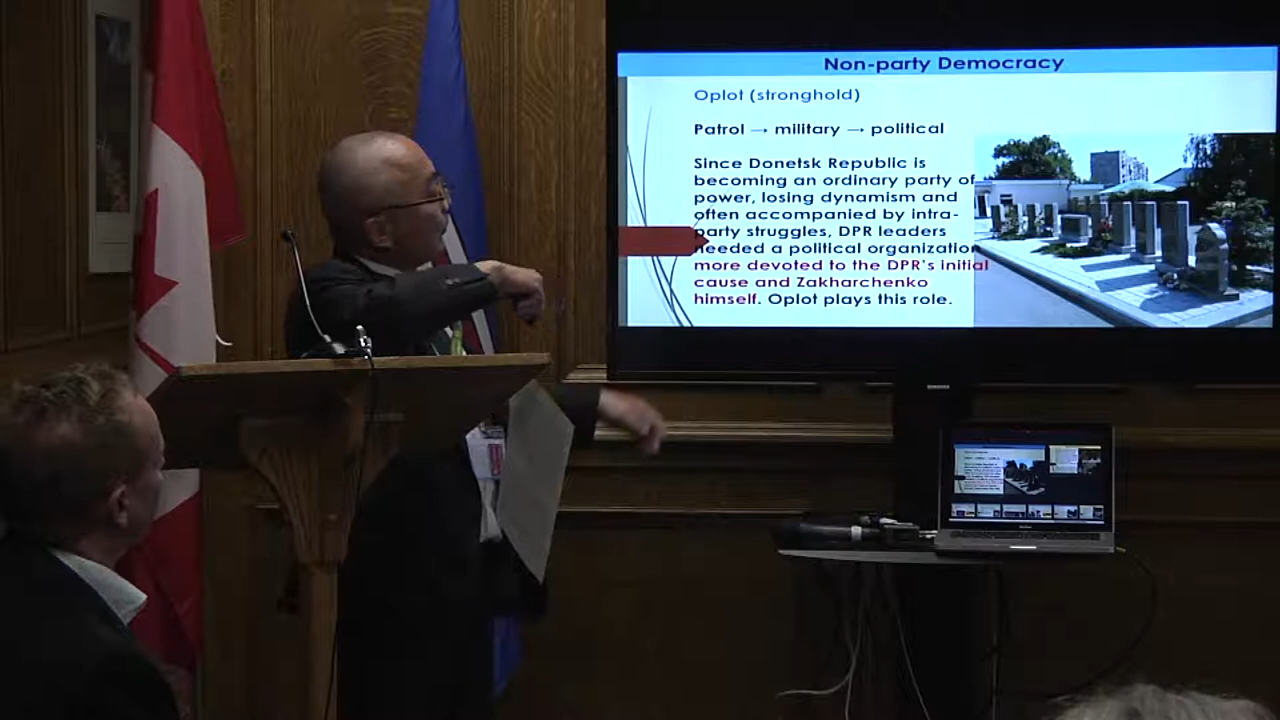 Non-party Democracy
Oplot (stronghold)
Patrol → military → political
Since Donetsk Republic is
becoming an ordinary party of
power, losing dynamism and
often accompanied by intra-
party struggles, DPR leaders
needed a political organization
more devoted to the DPR's initial
cause and Zakharchenko
himself. Oplot plays this role.